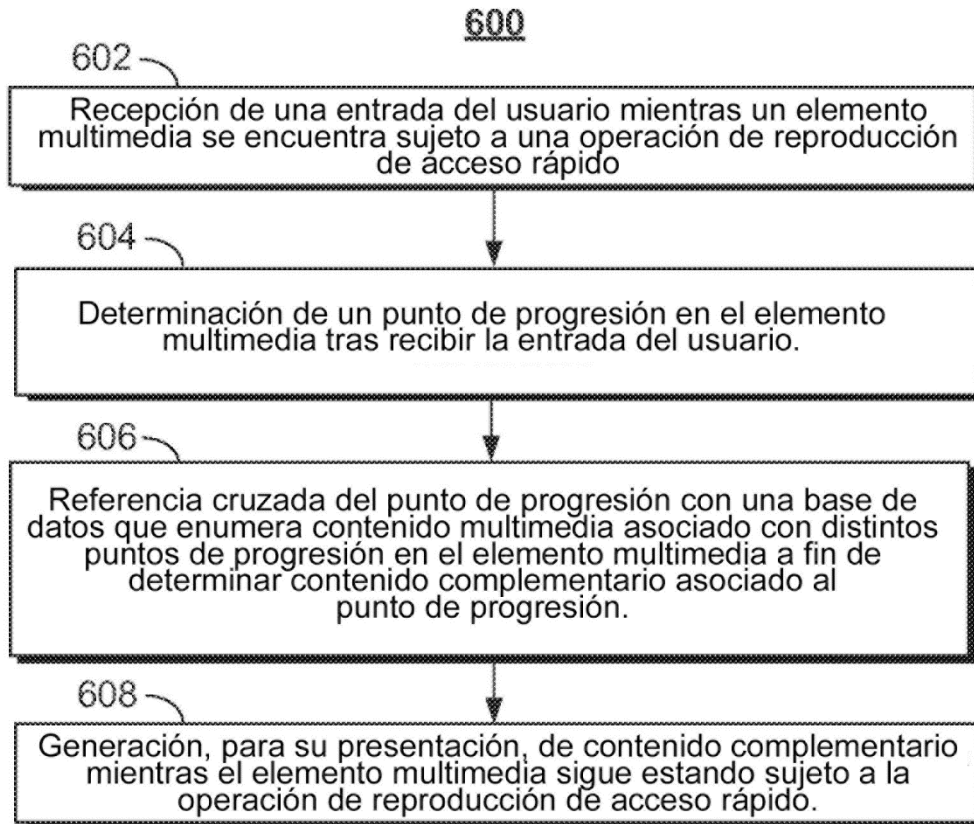 600
602
Recepción de una entrada del usuario mientras un elemento
multimedia se encuentra sujeto a una operación de reproducción
de acceso rápido
604
Determinación de un punto de progresión en el elemento
multimedia tras recibir la entrada del usuario.
606
Referencia cruzada del punto de progresión con una base de
datos que enumera contenido multimedia asociado con distintos
puntos de progresión en el elemento multimedia a fin de
determinar contenido complementario asociado al
punto de progresión.
608
Generación, para su presentación, de contenido complementario
mientras el elemento multimedia sigue estando sujeto a la
operación de reproducción de acceso rápido.